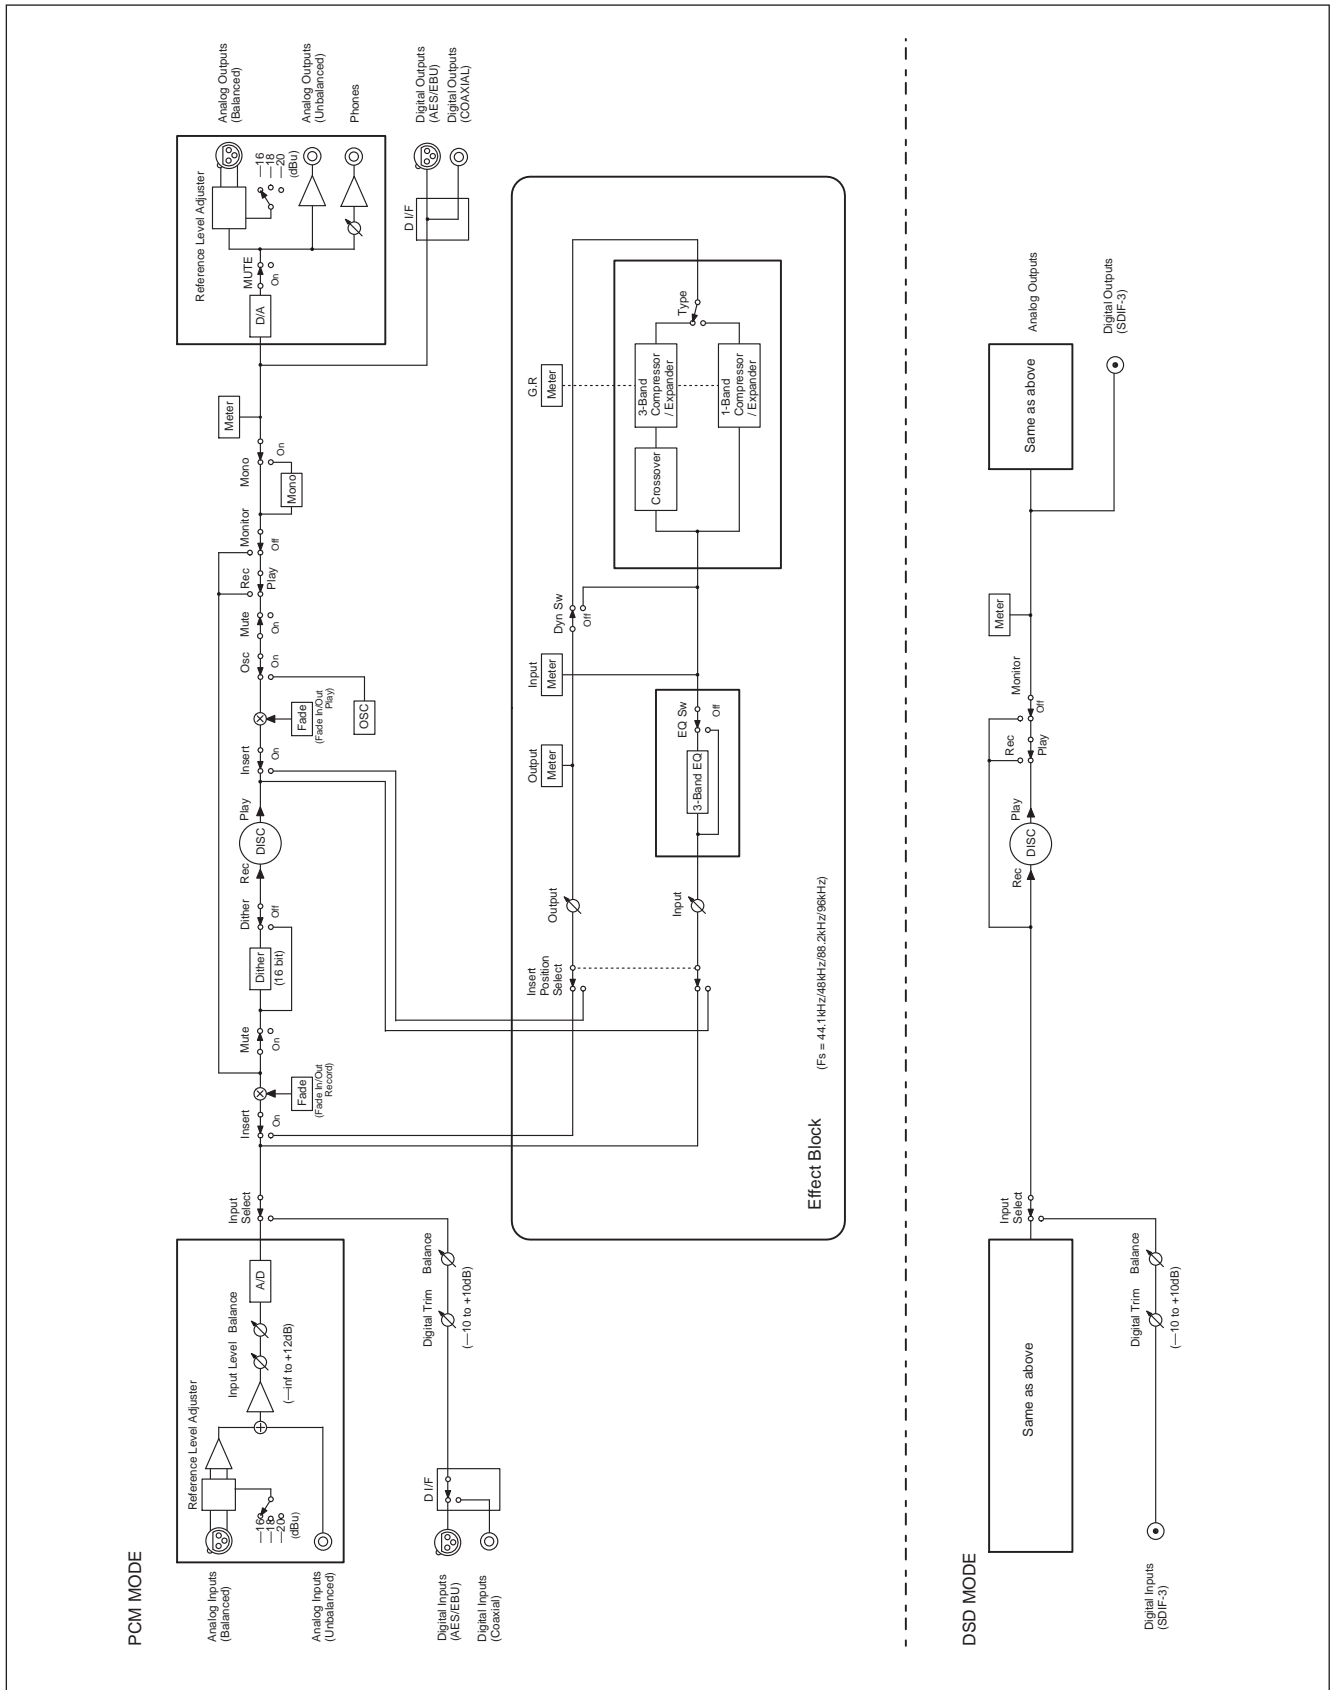 PCM MODE
Analog Inputs
(Balanced)
Analog Inputs
(Unbalanced)
Reference Level Adjuster
—16
—18
—20
(dBu)
Input Level
Balance
(—inf to +12dB)
A/D
Digital Inputs
(AES/EBU)
Digital Inputs
(Coaxial)
D I/F
Digital Trim
Balance
(—10 to +10dB)
Input
Select
Insert
On
Fade
(Fade In/Out
Record)
Mute
On
Dither
(16 bit)
Dither
Off
Rec
DISC
Play
Insert
On
Fade
(Fade In/Out
Play)
Osc
On
OSC
Mute
On
Rec
Play
Monitor
Off
Mono
Mono
On
Meter
Reference Level Adjuster
D/A
MUTE
On
—16
—18
—20
(dBu)
Analog Outputs
(Balanced)
Analog Outputs
(Unbalanced)
Phones
D I/F
Digital Outputs
(AES/EBU)
Digital Outputs
(COAXIAL)
Effect Block
(Fs = 44.1kHz/48kHz/88.2kHz/96kHz)
Insert
Position
Select
Output
Input
Output
Meter
Input
Meter
3-Band EQ
EQ Sw
Off
Dyn Sw
Off
G.R
Meter
Crossover
3-Band
Compressor
/ Expander
1-Band
Compressor
/ Expander
Type
DSD MODE
Digital Inputs
(SDIF-3)
Same as above
Digital Trim
Balance
(—10 to +10dB)
Input
Select
Rec
DISC
Play
Rec
Play
Monitor
Off
Meter
Same as above
Analog Outputs
Digital Outputs
(SDIF-3)